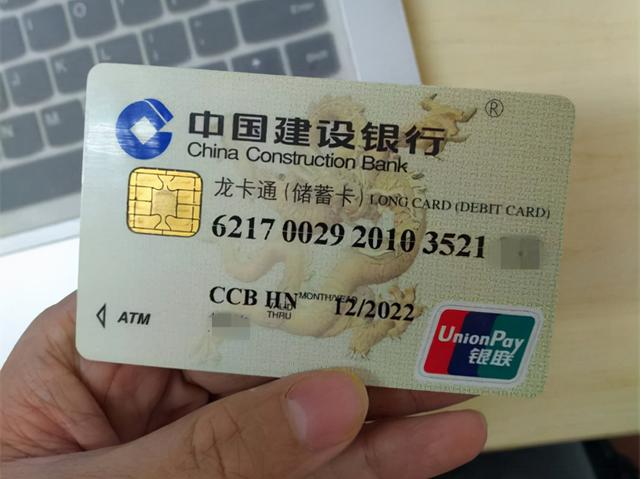 ®
中国建设银行
China Construction Bank
龙卡通(储蓄卡) LONG CARD (DEBIT CARD)
6217 0029 2010 3521
CCB HN MONTH/YEAR 12/2022
VALID
THRU
ATM
UnionPay
银联